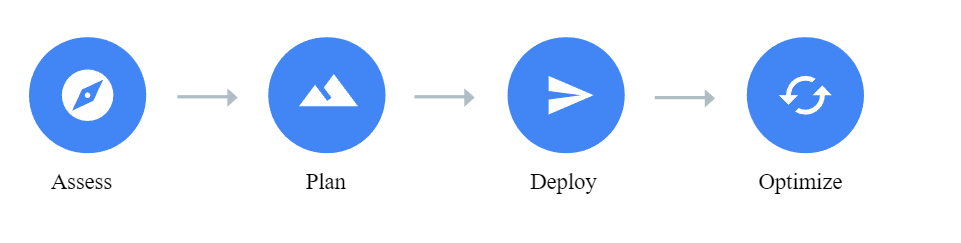 Assess
Plan
Deploy
Optimize